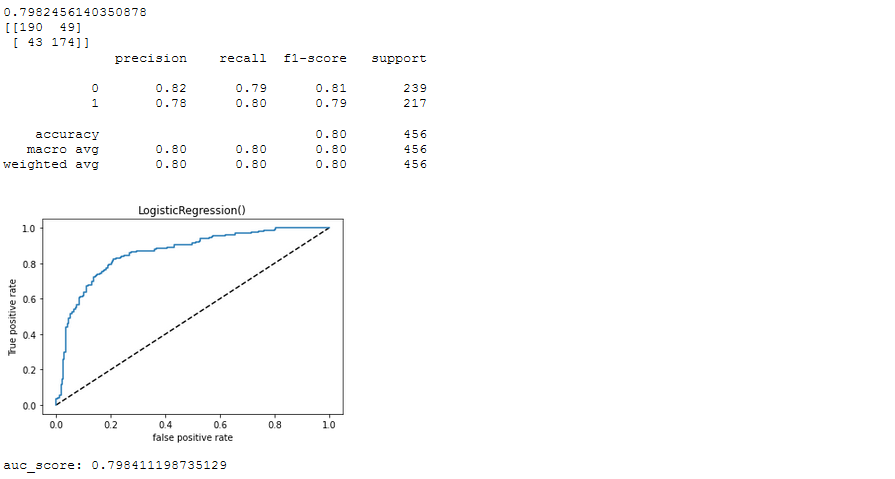 0.7982456140350878
[[190  49]
 [ 43 174]]
              precision    recall  f1-score   support

           0       0.82      0.79      0.81       239
           1       0.78      0.80      0.79       217

    accuracy                           0.80       456
   macro avg       0.80      0.80      0.80       456
weighted avg       0.80      0.80      0.80       456

LogisticRegression()
1.0
0.8
0.6
0.4
0.2
0.0
True positive rate
0.0 0.2 0.4 0.6 0.8 1.0
false positive rate
auc_score: 0.798411198735129